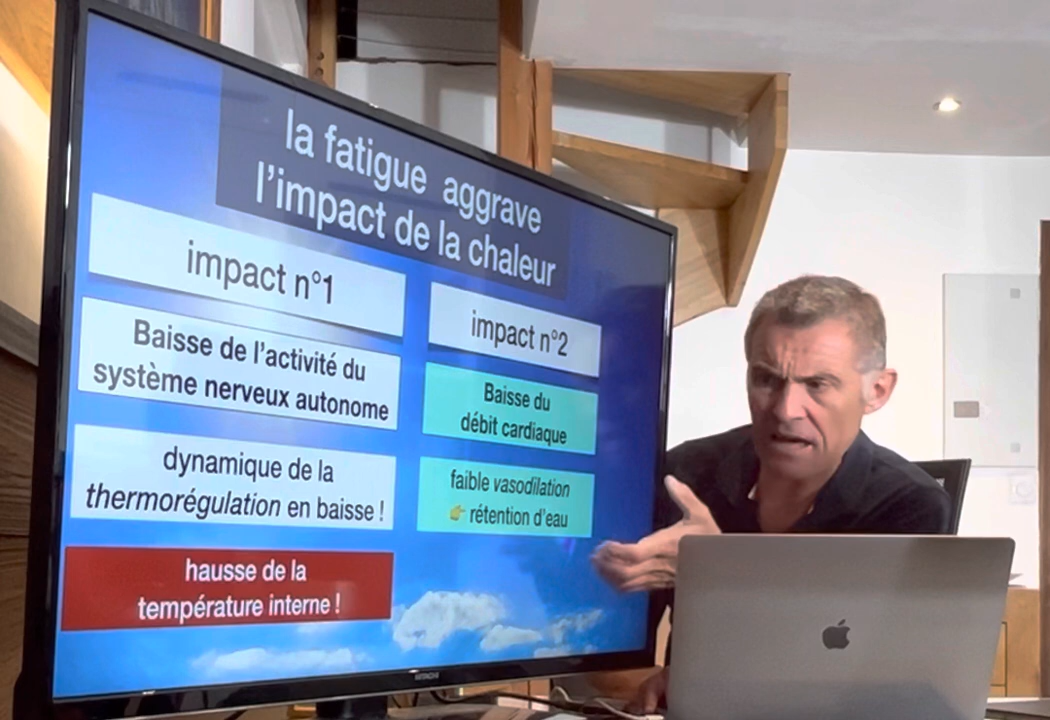 la fatigue aggrave
l'impact de la chaleur
impact n°1
Baisse de l'activité du
système nerveux autonome
dynamique de la
thermorégulation en baisse !
hausse de la
température interne !
impact n°2
Baisse du
débit cardiaque
faible vasodilation
👉 rétention d'eau
HITACHI